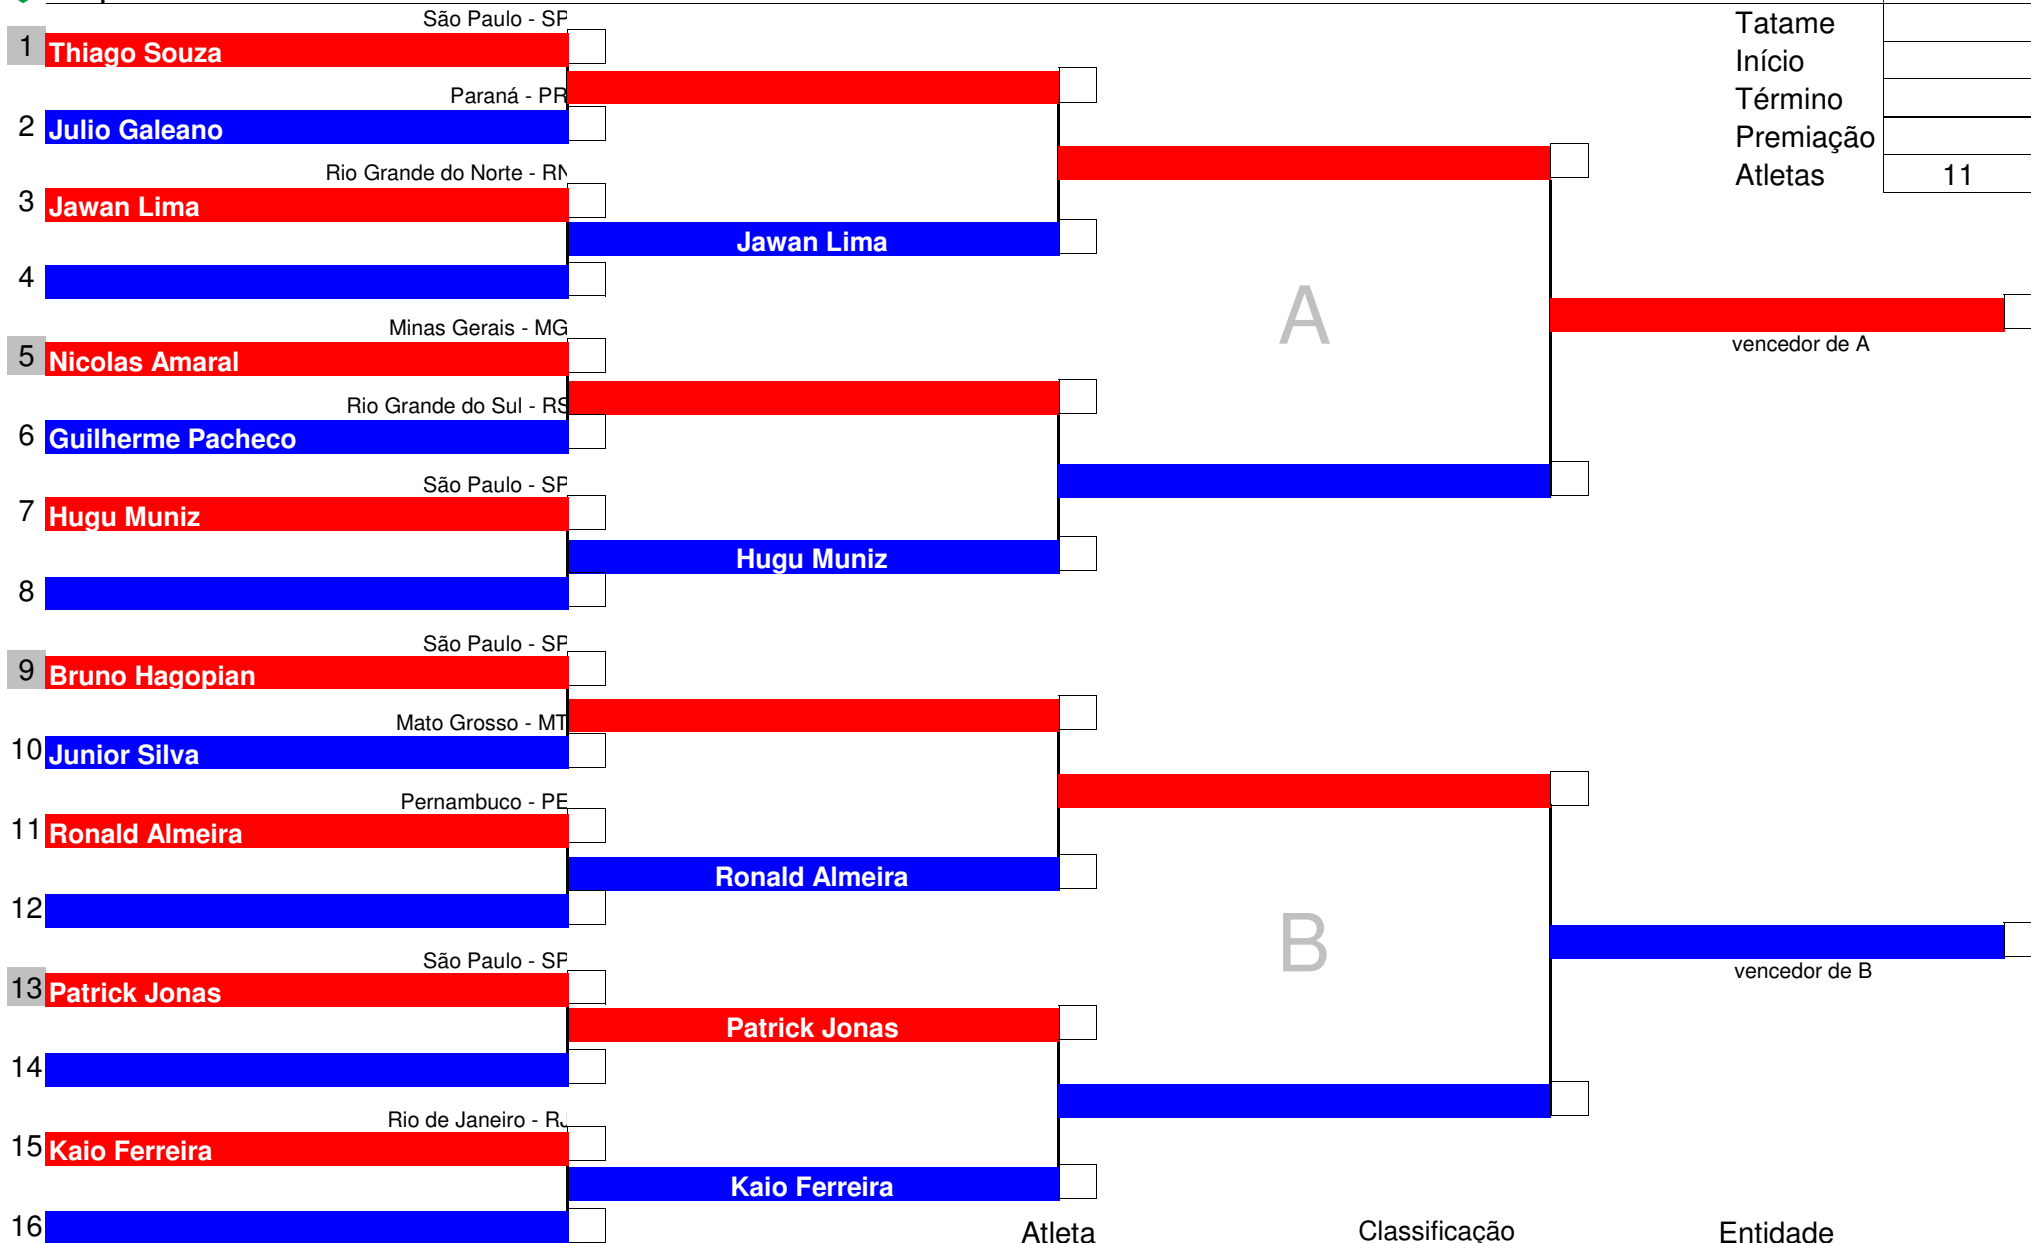 São Paulo - SP
Tatame
1 Thiago Souza
Início
Paraná - PR
Término
2 Julio Galeano
Premiação
Rio Grande do Norte - RN
Atletas 11
3 Jawan Lima
Jawan Lima
4
A
Minas Gerais - MG
vencedor de A
5 Nicolas Amaral
Rio Grande do Sul - RS
6 Guilherme Pacheco
São Paulo - SP
7 Hugu Muniz
Hugu Muniz
8
São Paulo - SP
9 Bruno Hagopian
Mato Grosso - MT
10 Junior Silva
Pernambuco - PE
11 Ronald Almeira
Ronald Almeira
12
B
São Paulo - SP
vencedor de B
13 Patrick Jonas
Patrick Jonas
14
Rio de Janeiro - RJ
15 Kaio Ferreira
Kaio Ferreira
16
Atleta Classificação Entidade